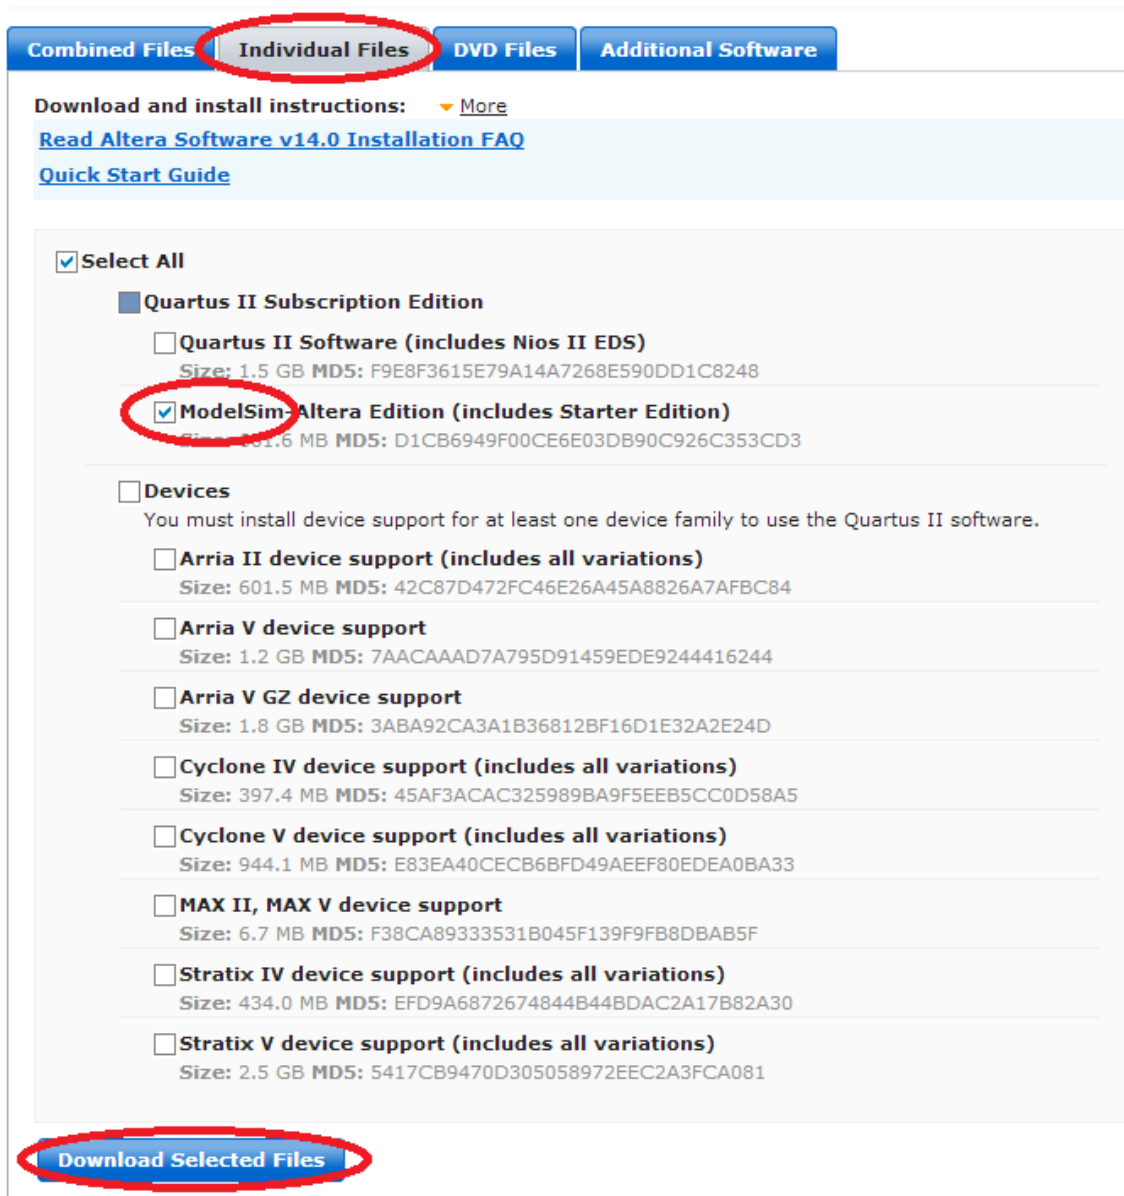 Combined Files Individual Files DVD Files Additional Software
Download and install instructions: More
Read Altera Software v14.0 Installation FAQ
Quick Start Guide
Select All
Quartus II Subscription Edition
Quartus II Software (includes Nios II EDS)
Size: 1.5 GB MD5: F9E8F3615E79A14A7268E590DD1C8248
ModelSim-Altera Edition (includes Starter Edition)
MB MD5: D1CB6949F00CE6E03DB90C926C353CD3
Devices
You must install device support for at least one device family to use the Quartus II software.
Arria II device support (includes all variations)
Size: 601.5 MB MD5: 42C87D472FC46E26A45A8826A7AFBC84
Arria V device support
Size: 1.2 GB MD5: 7AACAAAD7A795D91459EDE9244416244
Arria V GZ device support
Size: 1.8 GB MD5: 3ABA92CA3A1B36812BF16D1E32A2E24D
Cyclone IV device support (includes all variations)
Size: 397.4 MB MD5: 45AF3ACAC325989BA9F5EEB5CC0D58A5
Cyclone V device support (includes all variations)
Size: 944.1 MB MD5: E83EA40CECB6BFD49AEEF80EDEA0BA33
MAX II, MAX V device support
Size: 6.7 MB MD5: F38CA89333531B045F139F9FB8DBAB5F
Stratix IV device support (includes all variations)
Size: 434.0 MB MD5: EFD9A6872674844B44BDAC2A17B82A30
Stratix V device support (includes all variations)
Size: 2.5 GB MD5: 5417CB9470D305058972EEC2A3FCA081
Download Selected Files